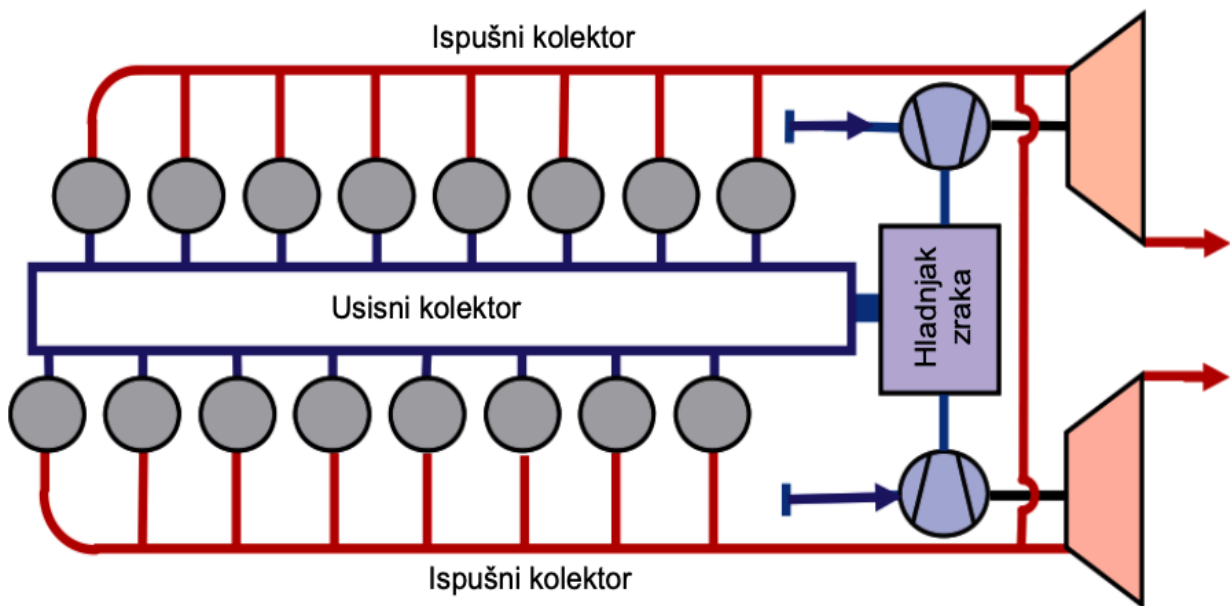 Ispušni kolektor
Usisni kolektor
Hladnjak
zraka
Ispušni kolektor